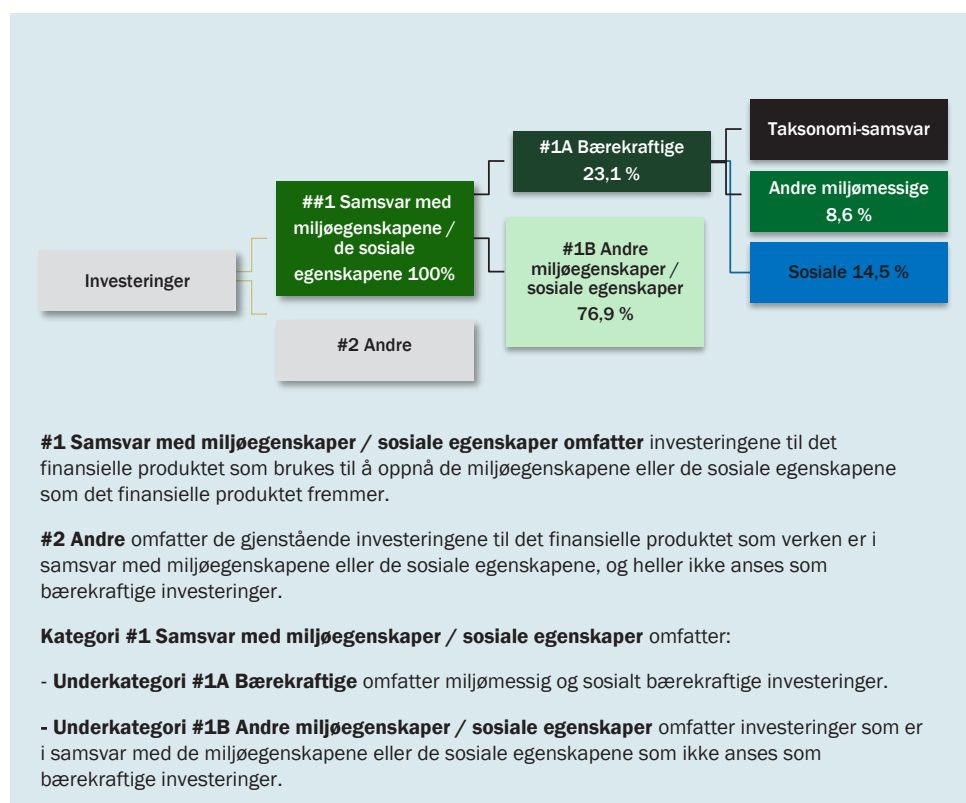 Investeringer
##1 Samsvar med
miljøegenskapene /
de sosiale
egenskapene 100%
#2 Andre
#1A Bærekraftige
23,1 %
#1B Andre
miljøegenskaper /
sosiale egenskaper
76,9 %
Taksonomi-samsvar
Andre miljømessige
8,6 %
Sosiale 14,5 %
#1 Samsvar med miljøegenskaper / sosiale egenskaper omfatter investeringene til det
finansielle produktet som brukes til å oppnå de miljøegenskapene eller de sosiale egenskapene
som det finansielle produktet fremmer.
#2 Andre omfatter de gjenstående investeringene til det finansielle produktet som verken er i
samsvar med miljøegenskapene eller de sosiale egenskapene, og heller ikke anses som
bærekraftige investeringer.
Kategori #1 Samsvar med miljøegenskaper / sosiale egenskaper omfatter:
- Underkategori #1A Bærekraftige omfatter miljømessig og sosialt bærekraftige investeringer.
- Underkategori #1B Andre miljøegenskaper / sosiale egenskaper omfatter investeringer som er
i samsvar med de miljøegenskapene eller de sosiale egenskapene som ikke anses som
bærekraftige investeringer.